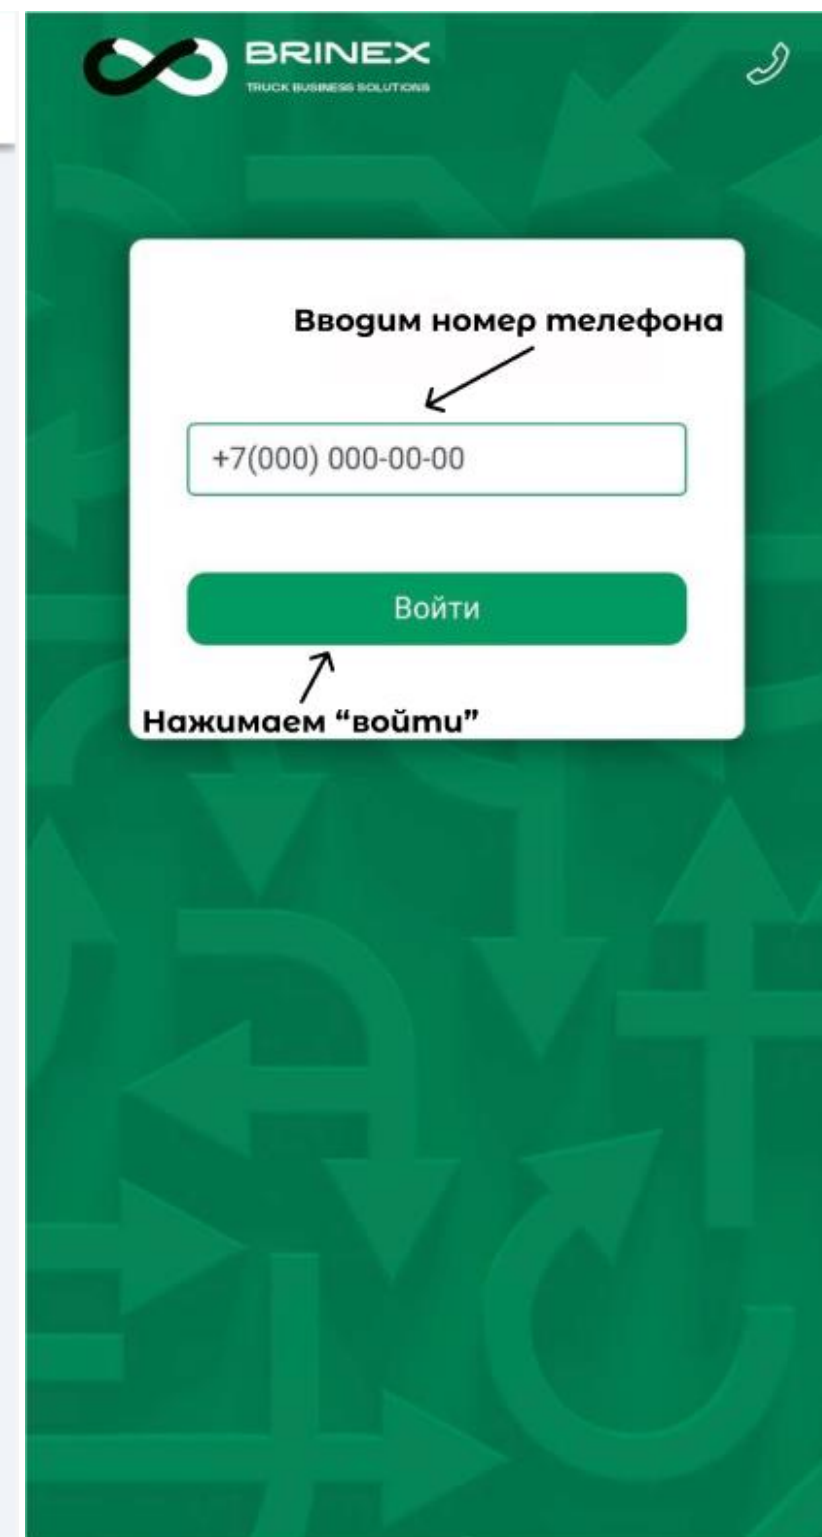 BRINEX
TRUCK BUSINESS SOLUTIONS
Вводим номер телефона
+7(000) 000-00-00
Войти
Нажимаем “войти”